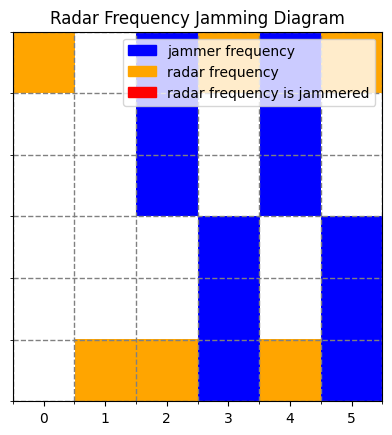 Radar Frequency Jamming Diagram
jammer frequency
radar frequency
radar frequency is jammered
0 1 2 3 4 5